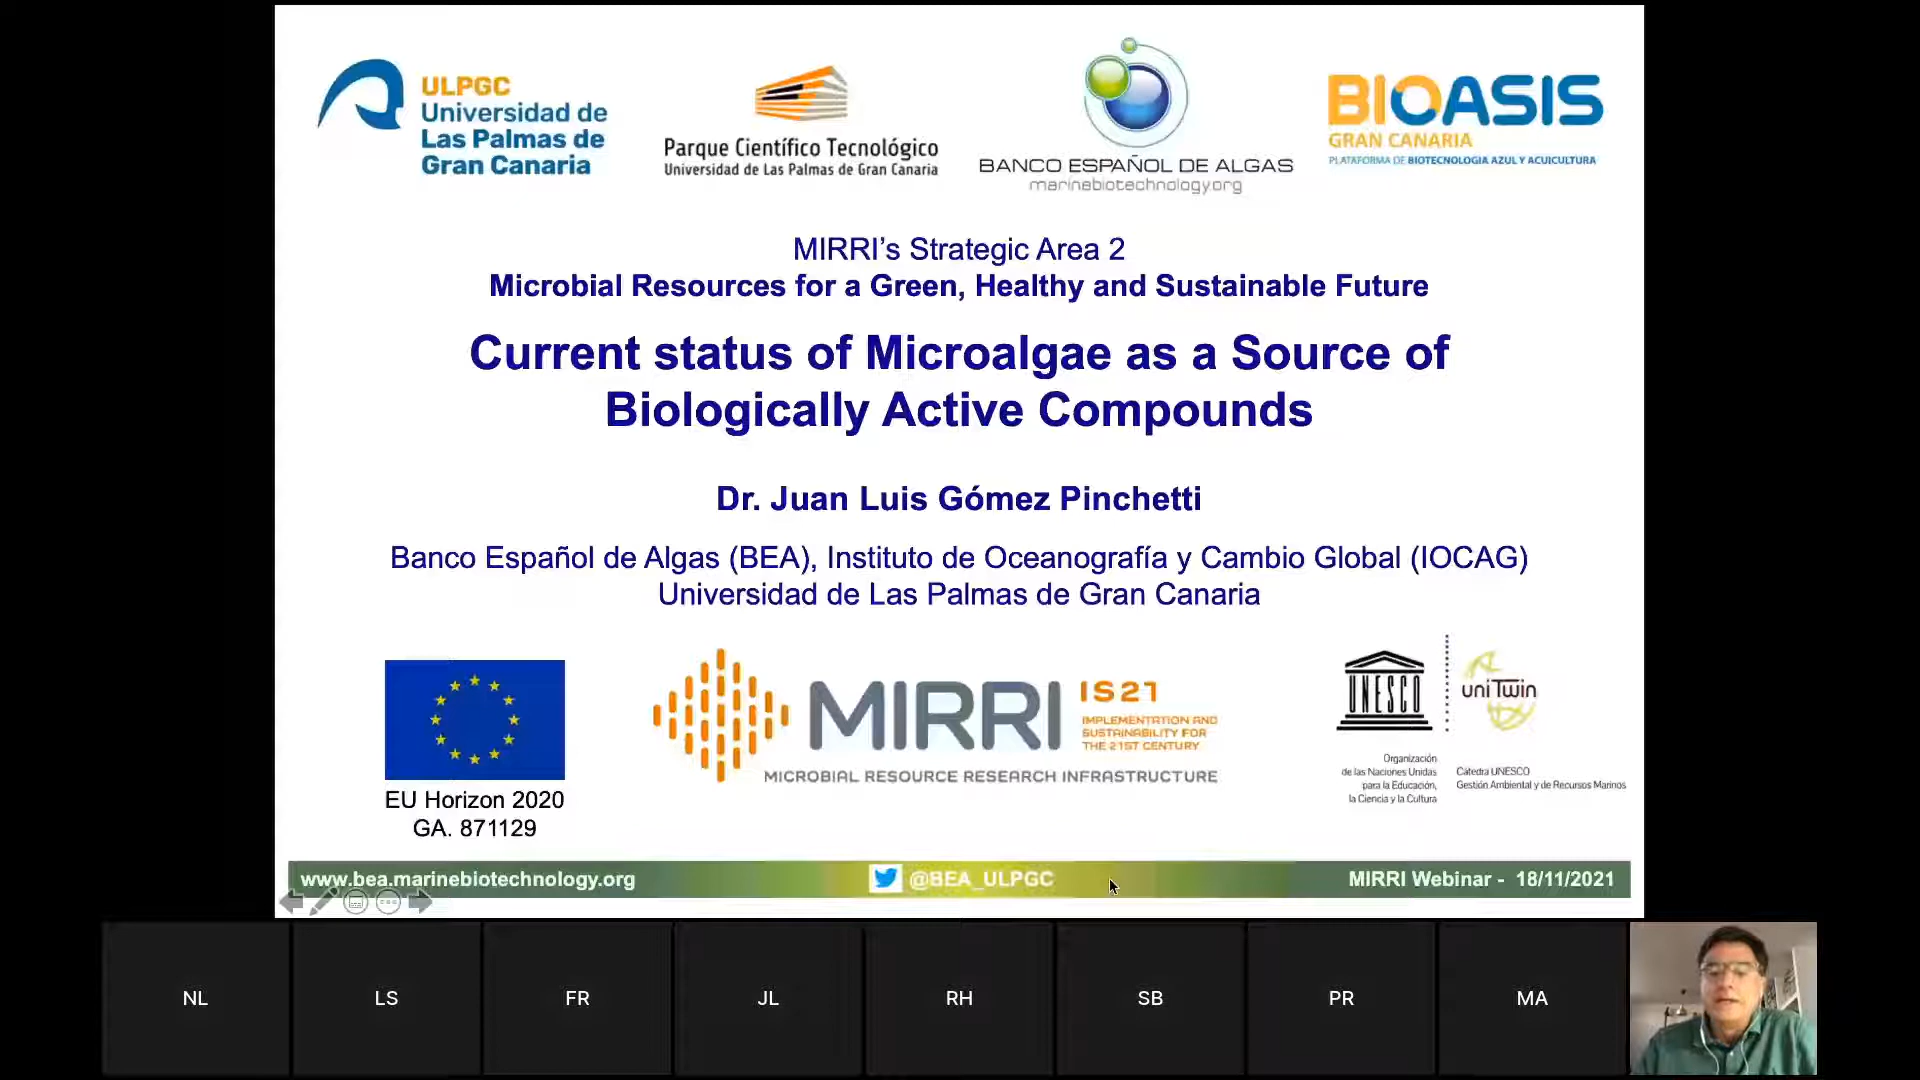 ULPGC
Universidad de
Las Palmas de
Gran Canaria
Parque Científico Tecnológico
Universidad de Las Palmas de Gran Canaria
BANCO ESPAÑOL DE ALGAS
marinebiotechnology.org
BIOASIS
GRAN CANARIA
PLATAFORMA DE BIOTECNOLOGIA AZUL Y ACUICULTURA
MIRRI’s Strategic Area 2
Microbial Resources for a Green, Healthy and Sustainable Future
Current status of Microalgae as a Source of
Biologically Active Compounds
Dr. Juan Luis Gómez Pinchetti
Banco Español de Algas (BEA), Instituto de Oceanografía y Cambio Global (IOCAG)
Universidad de Las Palmas de Gran Canaria
EU Horizon 2020
GA. 871129
MIRRI
IS21
IMPLEMENTATION AND
SUSTAINABILITY FOR
THE 21ST CENTURY
MICROBIAL RESOURCE RESEARCH INFRASTRUCTURE
UNESCO
uniTwin
Organización
de las Naciones Unidas
para la Educación,
la Ciencia y la Cultura
Cátedra UNESCO
Gestión Ambiental y de Recursos Marinos
www.bea.marinebiotechnology.org
@BEA_ULPGC
MIRRI Webinar - 18/11/2021
NL
LS
FR
JL
RH
SB
PR
MA